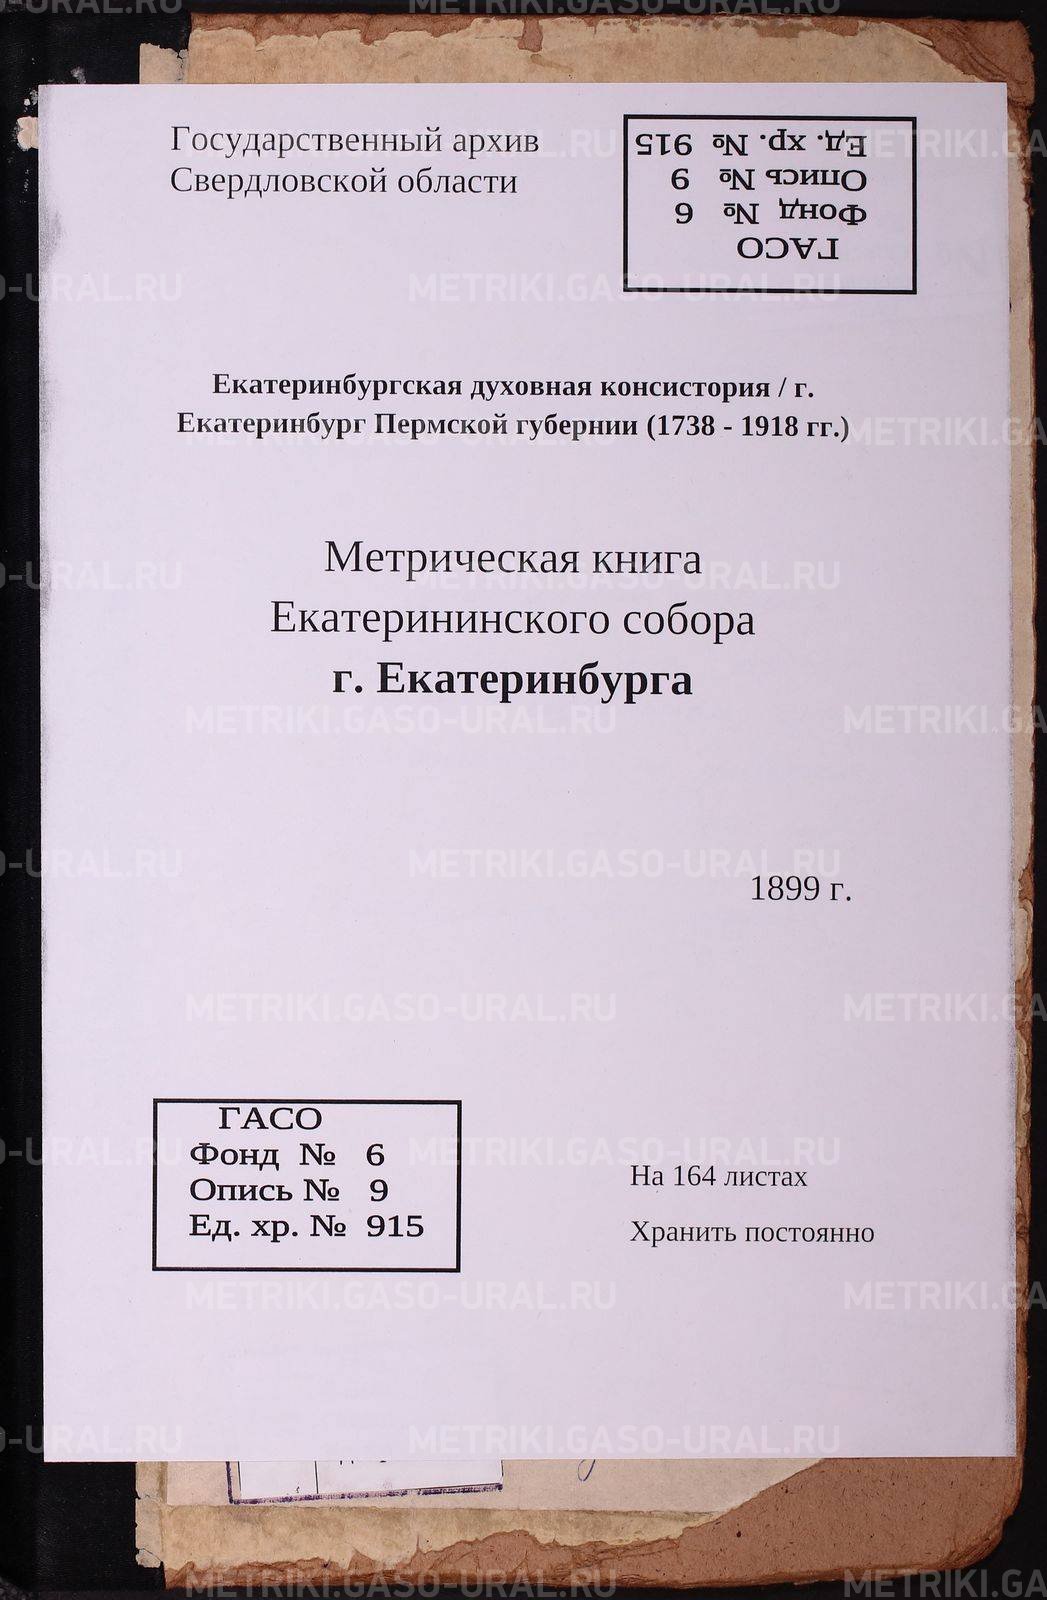 Государственный архив
Свердловской области
Ед. хр. № 915
Опись № 9
Фонд № 6
ГАСО
Екатеринбургская духовная консистория / г.
Екатеринбург Пермской губернии (1738 - 1918 гг.)
Метрическая книга
Екатерининского собора
г. Екатеринбурга
1899 г.
ГАСО
Фонд № 6
Опись № 9
Ед. хр. № 915
На 164 листах
Хранить постоянно
METRIKI.GASO-URAL.RU